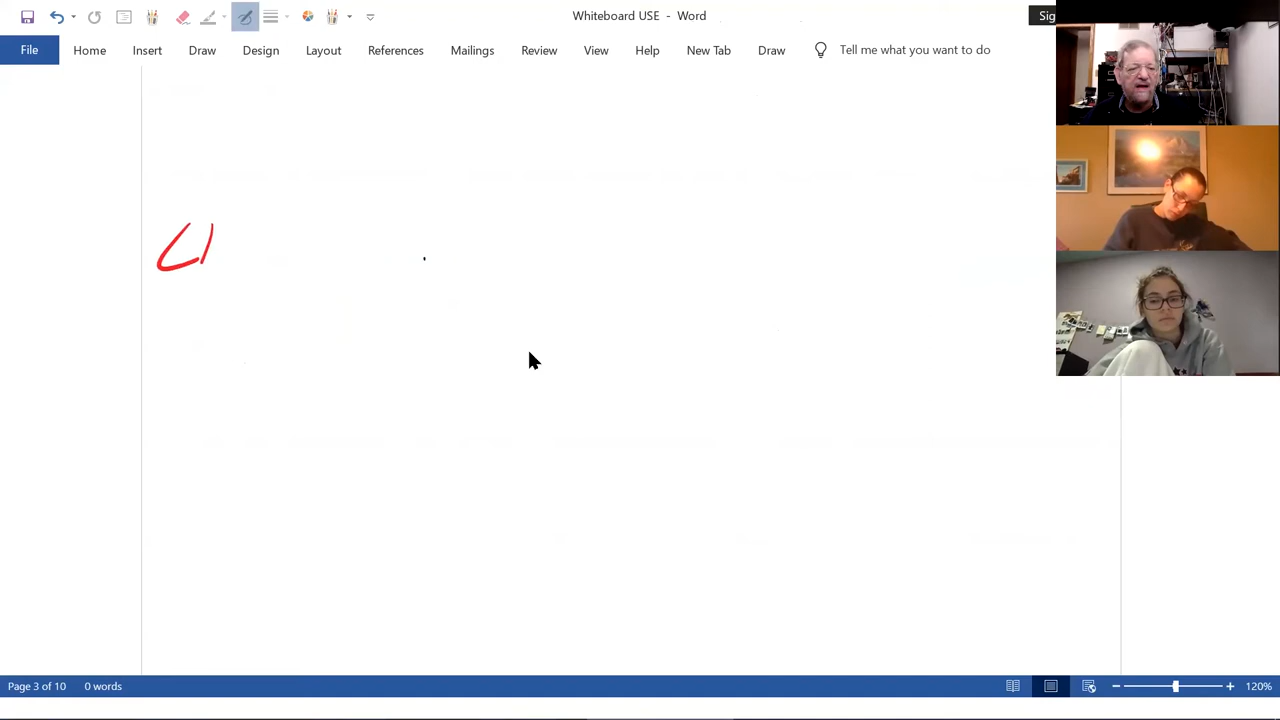 Whiteboard USE - Word
Sig
File Home Insert Draw Design Layout References Mailings Review View Help New Tab Draw Tell me what you want to do
Page 3 of 10 0 words
120%